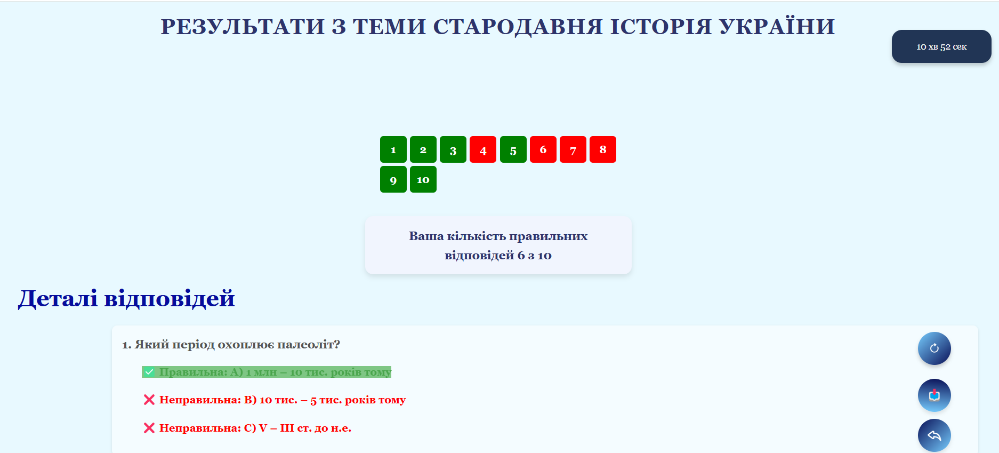 РЕЗУЛЬТАТИ З ТЕМИ СТАРОДАВНЯ ІСТОРІЯ УКРАЇНИ
10 хв 52 сек
1 2 3 4 5 6 7 8
9 10
Ваша кількість правильних
відповідей 6 з 10
Деталі відповідей
1. Який період охоплює палеоліт?
Правильна: A) 1 млн – 10 тис. років тому
Неправильна: B) 10 тис. – 5 тис. років тому
Неправильна: C) V – III ст. до н.е.